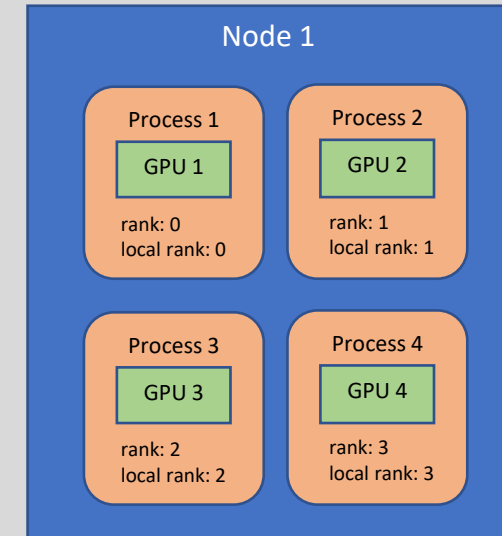 Node 1
Process 1
GPU 1
rank: 0
local rank: 0
Process 2
GPU 2
rank: 1
local rank: 1
Process 3
GPU 3
rank: 2
local rank: 2
Process 4
GPU 4
rank: 3
local rank: 3